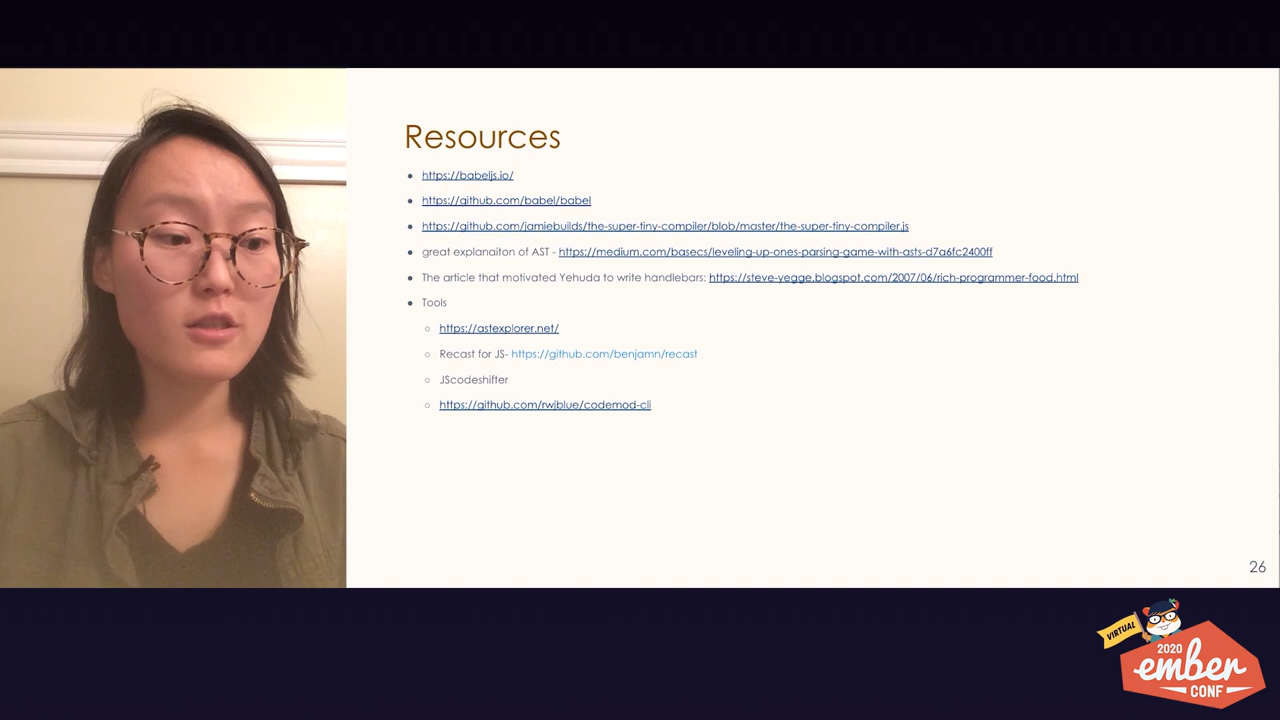 Resources
https://babeljs.io/
https://github.com/babel/babel
https://github.com/jamiebuilds/the-super-tiny-compiler/blob/master/the-super-tiny-compiler.js
great explanaiton of AST - https://medium.com/basecs/leveling-up-ones-parsing-game-with-asts-d7a6fc2400ff
The article that motivated Yehuda to write handlebars: https://steve-yegge.blogspot.com/2007/06/rich-programmer-food.html
Tools
https://astexplorer.net/
Recast for JS- https://github.com/benjamn/recast
JScodeshifter
https://github.com/rwjblue/codemod-cli
26
VIRTUAL
2020
ember
CONF